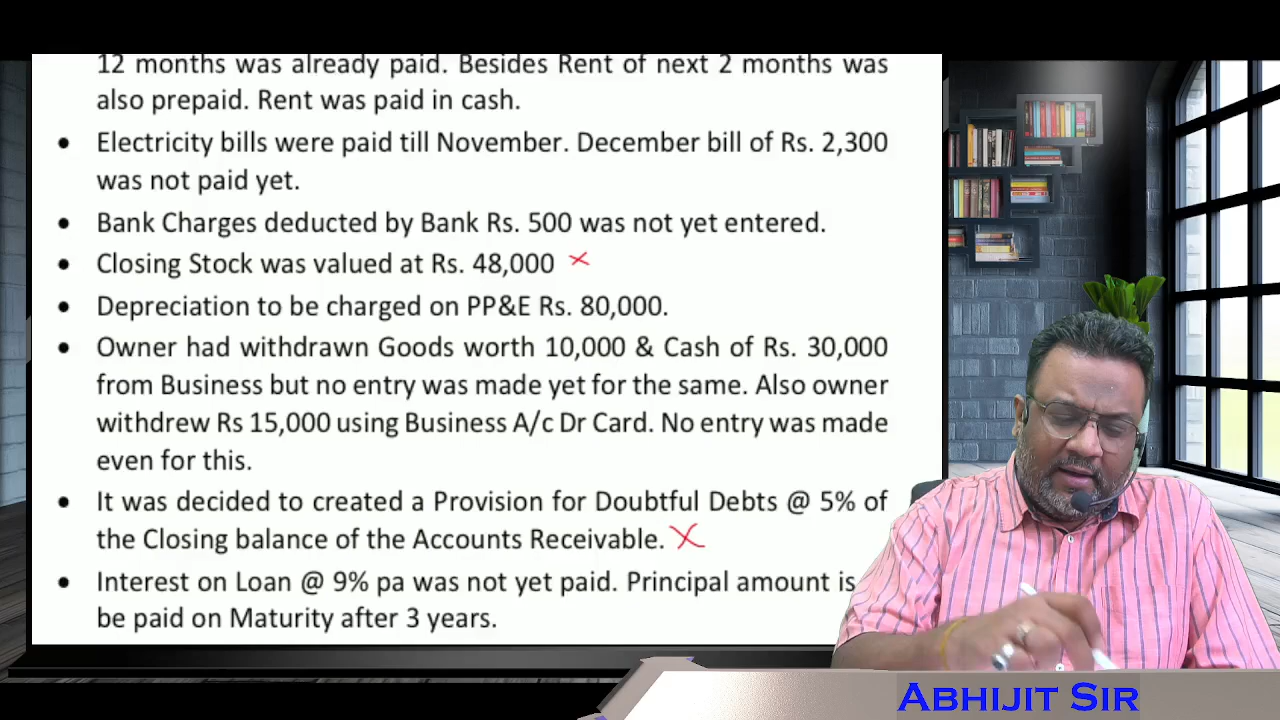 12 months was already paid. Besides Rent of next 2 months was
also prepaid. Rent was paid in cash.
• Electricity bills were paid till November. December bill of Rs. 2,300
was not paid yet.
• Bank Charges deducted by Bank Rs. 500 was not yet entered.
• Closing Stock was valued at Rs. 48,000
• Depreciation to be charged on PP&E Rs. 80,000.
• Owner had withdrawn Goods worth 10,000 & Cash of Rs. 30,000
from Business but no entry was made yet for the same. Also owner
withdrew Rs 15,000 using Business A/c Dr Card. No entry was made
even for this.
• It was decided to created a Provision for Doubtful Debts @ 5% of
the Closing balance of the Accounts Receivable.
• Interest on Loan @ 9% pa was not yet paid. Principal amount is
be paid on Maturity after 3 years.
Abhijit Sir